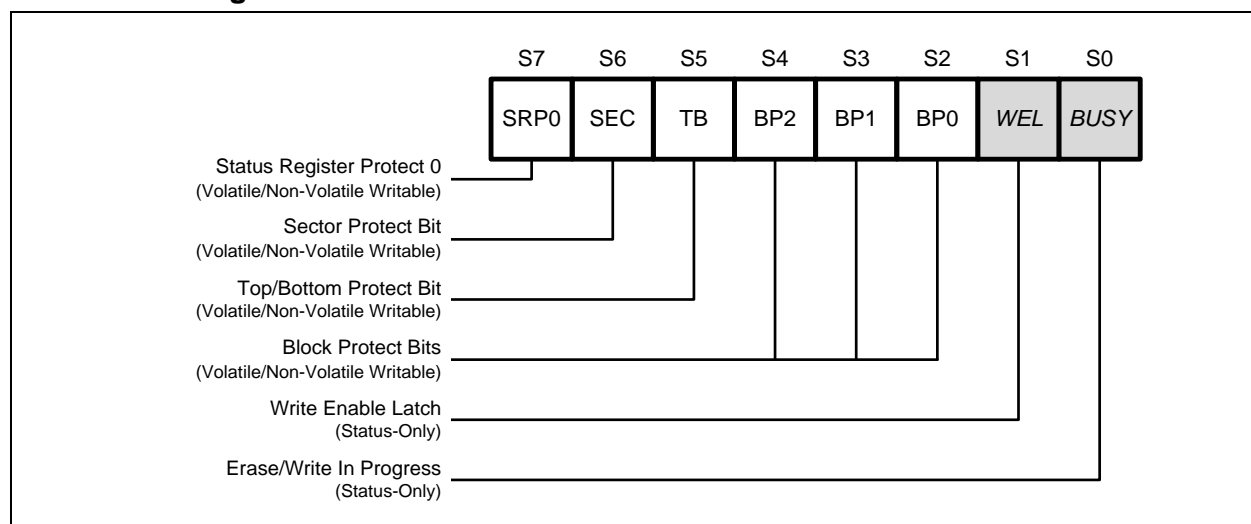 S7 S6 S5 S4 S3 S2 S1 S0
SRP0 SEC TB BP2 BP1 BP0 WEL BUSY
Status Register Protect 0
(Volatile/Non-Volatile Writable)
Sector Protect Bit
(Volatile/Non-Volatile Writable)
Top/Bottom Protect Bit
(Volatile/Non-Volatile Writable)
Block Protect Bits
(Volatile/Non-Volatile Writable)
Write Enable Latch
(Status-Only)
Erase/Write In Progress
(Status-Only)